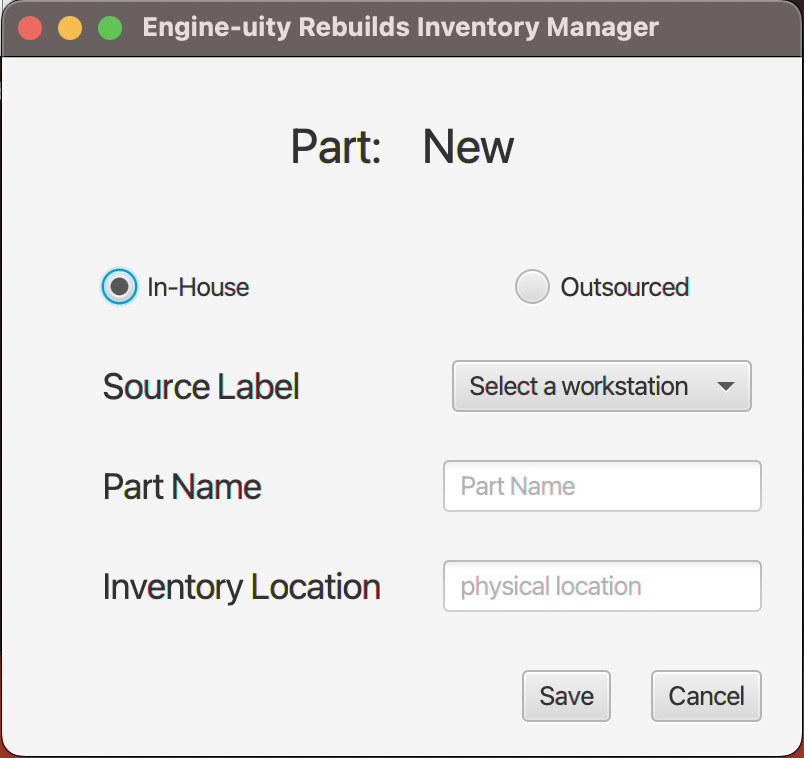 Engine-uity Rebuilds Inventory Manager
Part: New
In-House Outsourced
Source Label Select a workstation
Part Name Part Name
Inventory Location physical location
Save Cancel